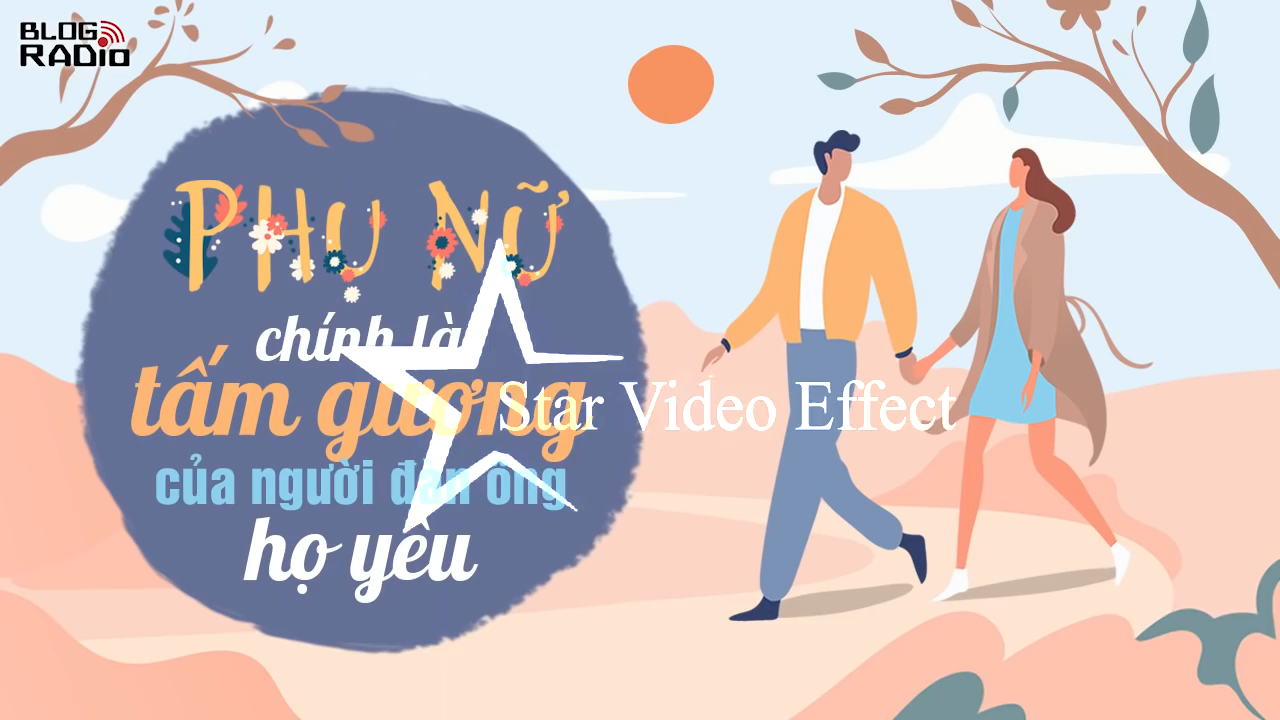 BLOG
RADIO
PHỤ NỮ
chính là
tấm gương
Star Video Effect
của người đàn ông
họ yêu